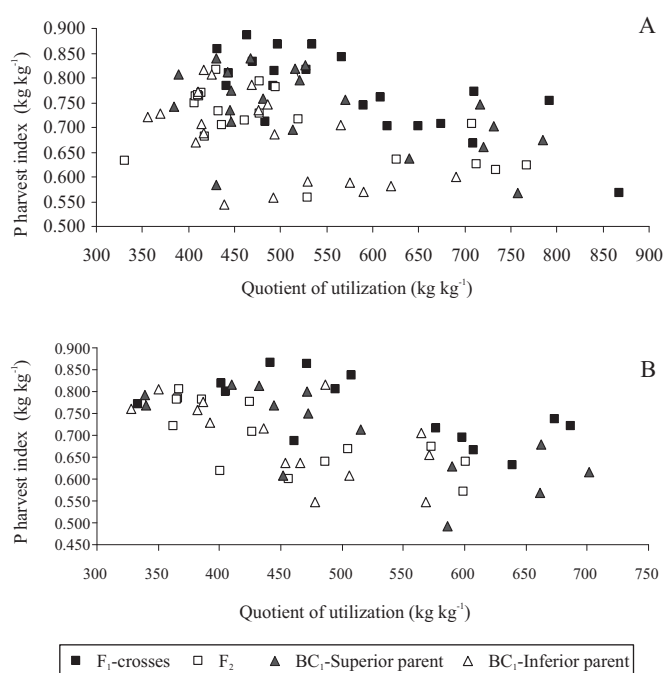 A
P harvest index (kg kg⁻¹)
0.900
0.850
0.800
0.750
0.700
0.650
0.600
0.550
0.500
300 350 400 450 500 550 600 650 700 750 800 850 900
Quotient of utilization (kg kg⁻¹)
B
P harvest index (kg kg⁻¹)
0.900
0.850
0.800
0.750
0.700
0.650
0.600
0.550
0.500
0.450
300 350 400 450 500 550 600 650 700 750
Quotient of utilization (kg kg⁻¹)
F₁-crosses F₂ BC₁-Superior parent BC₁-Inferior parent